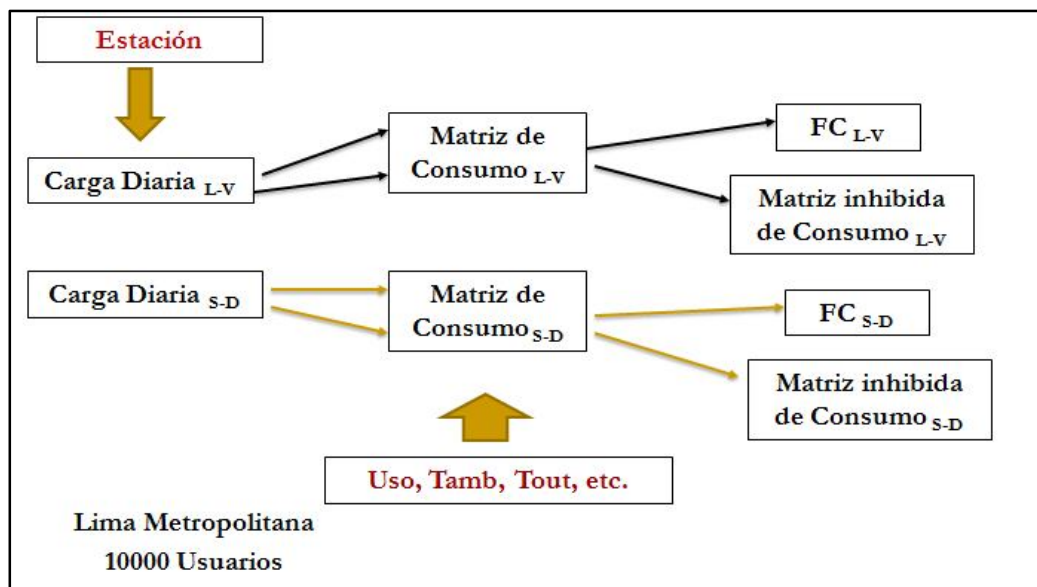 Estación
Carga Diaria L-V
Matriz de
Consumo L-V
FC L-V
Matriz inhibida
de Consumo L-V
Carga Diaria S-D
Matriz de
Consumo S-D
FC S-D
Matriz inhibida
de Consumo S-D
Uso, Tamb, Tout, etc.
Lima Metropolitana
10000 Usuarios